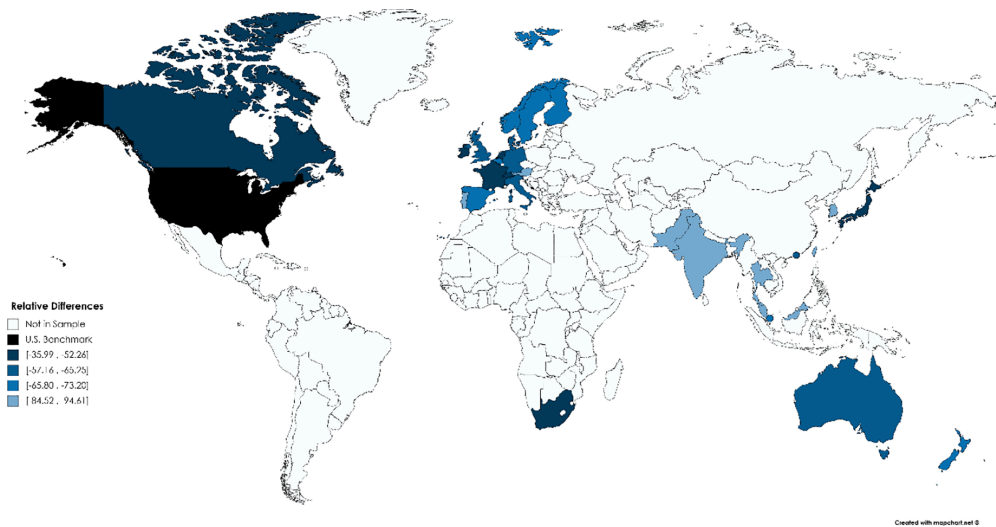 Relative Differences
Not in Sample
U.S. Benchmark
[-35.99 , -52.26]
[-57.16 , -65.25]
[-65.80 , -73.20]
[ 84.52 , 94.61]
Created with mapchart.net ©